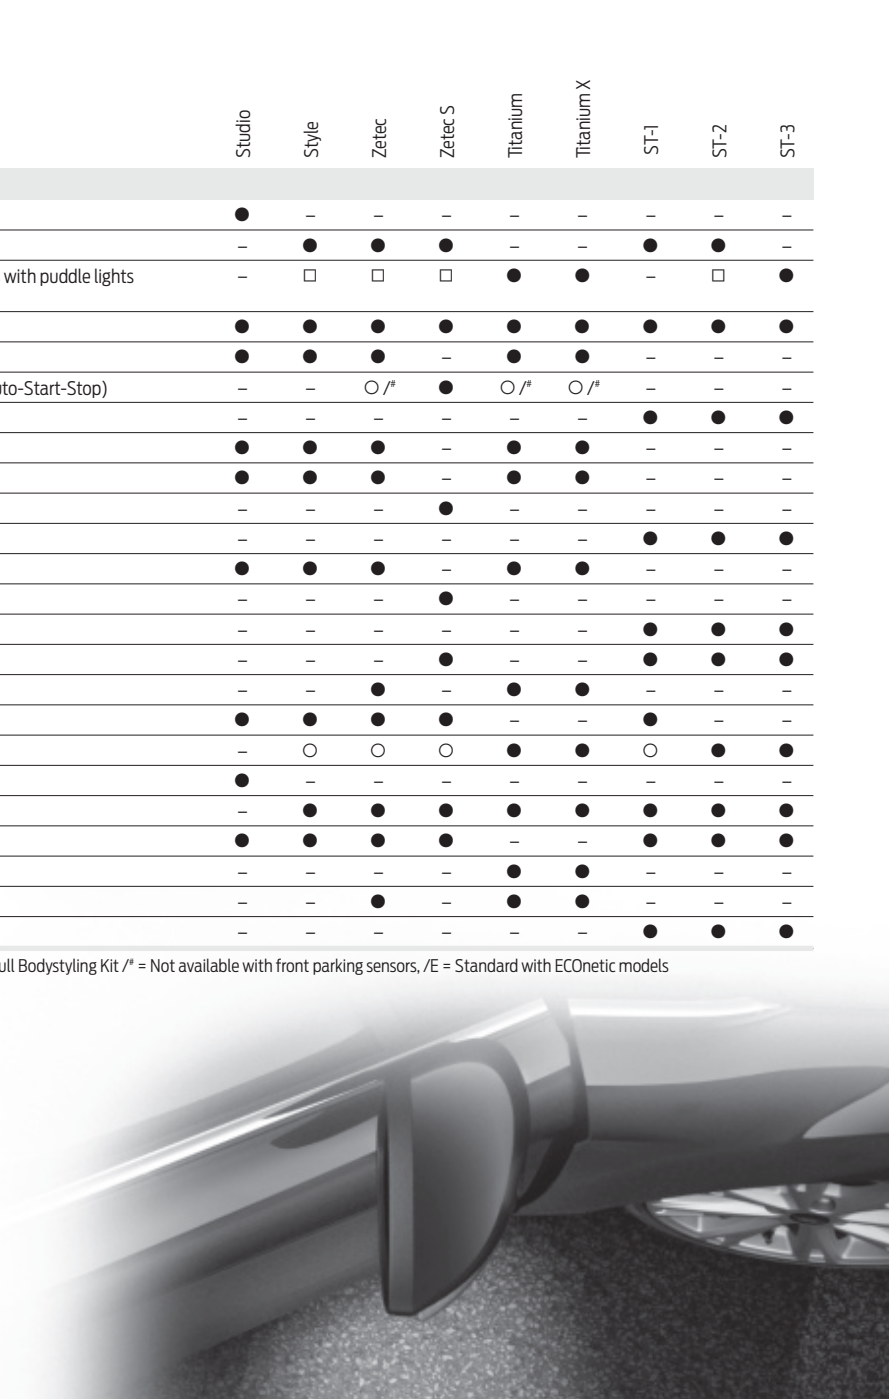 Studio Style Zetec Zetec S Titanium Titanium X ST-1 ST-2 ST-3
● – – – – – – – –
– ● ● ● – – ● ● –
with puddle lights – □ □ □ ● ● – □ ●
● ● ● ● ● ● ● ● ●
● ● ● – ● ● – – –
to-Start-Stop) – – ○/# ● ○/# ○/# – – –
– – – – – – ● ● ●
● ● ● – ● ● – – –
● ● ● – ● ● – – –
– – – ● – – – – –
– – – – – – ● ● ●
● ● ● – ● ● – – –
– – – ● – – – – –
– – – – – – ● ● ●
– – – ● – – ● ● ●
– – ● – ● ● – – –
● ● ● ● – – ● – –
– ○ ○ ○ ● ● ○ ● ●
● – – – – – – – –
– ● ● ● ● ● ● ● ●
● ● ● ● – – ● ● ●
– – – – ● ● – – –
– – ● – ● ● – – –
– – – – – – ● ● ●
ull Bodystyling Kit /# = Not available with front parking sensors, /E = Standard with ECOnetic models